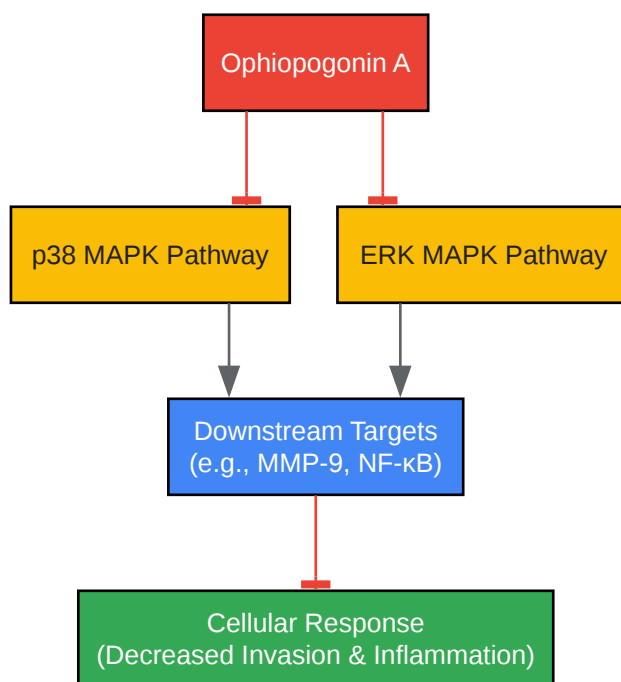 Ophiopogonin A
p38 MAPK Pathway
ERK MAPK Pathway
Downstream Targets
(e.g., MMP-9, NF-κB)
Cellular Response
(Decreased Invasion & Inflammation)